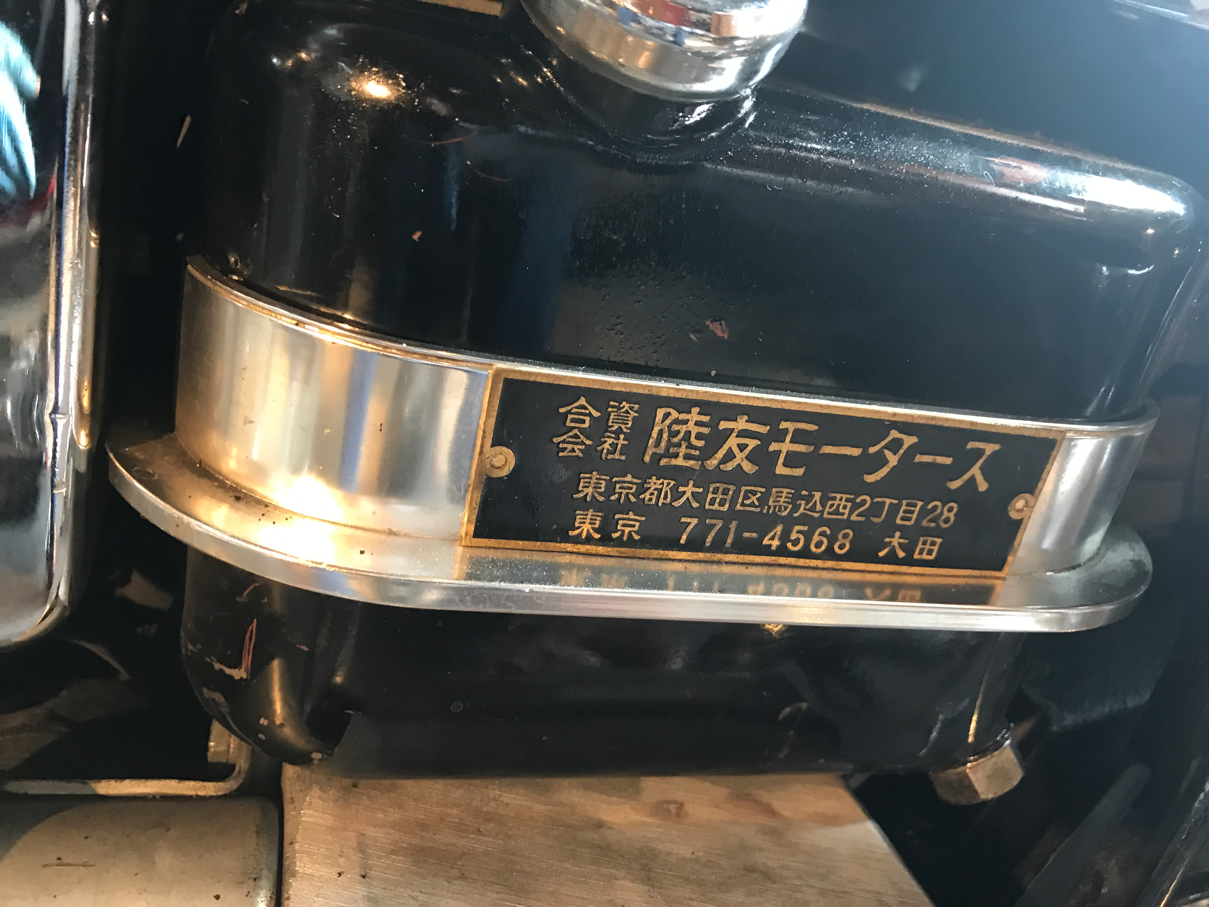 合資会社 陸友モータース
東京都大田区馬込西2丁目28
東京 771-4568 大田